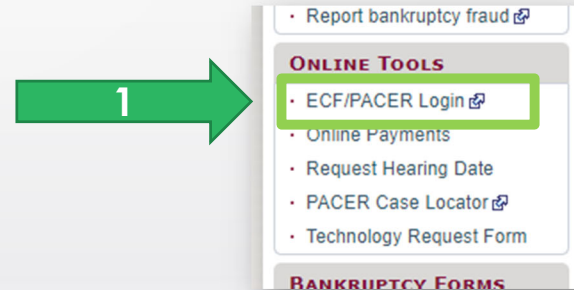 · Report bankruptcy fraud
ONLINE TOOLS
1
· ECF/PACER Login
· Online Payments
· Request Hearing Date
· PACER Case Locator
· Technology Request Form
BANKRUPTCY FORMS